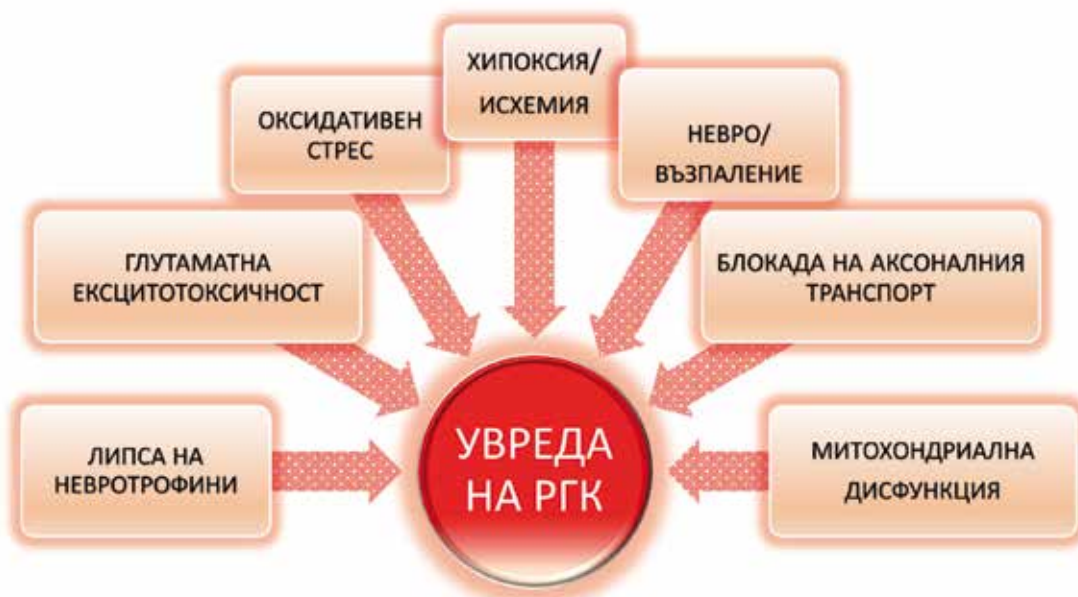 ХИПОКСИЯ/
ИСХЕМИЯ
ОКСИДАТИВЕН
СТРЕС
НЕВРО/
ВЪЗПАЛЕНИЕ
ГЛУТАМАТНА
ЕКСЦИТОТОКСИЧНОСТ
БЛОКАДА НА АКСОНАЛНИЯ
ТРАНСПОРТ
ЛИПСА НА
НЕВРОТРОФИНИ
УВРЕДА
НА РГК
МИТОХОНДРИАЛНА
ДИСФУНКЦИЯ